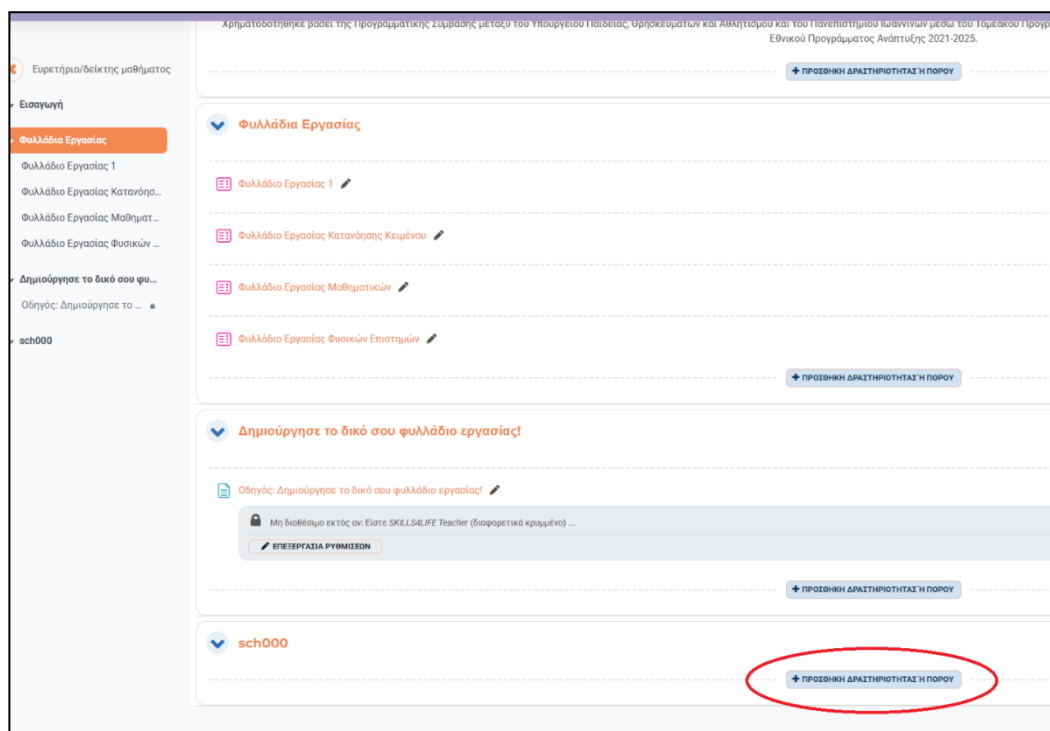 Χρηματοδοτήθηκε βάσει της Προγραμματικής Σύμβασης μεταξύ του Υπουργείου Παιδείας, Θρησκευμάτων και Αθλητισμού και του Πανεπιστημίου Ιωαννίνων μέσω του Τομεακού Προγρ
Εθνικού Προγράμματος Ανάπτυξης 2021-2025.
Ευρετήριο/δείκτης μαθήματος
+ ΠΡΟΣΘΗΚΗ ΔΡΑΣΤΗΡΙΟΤΗΤΑΣ Ή ΠΟΡΟΥ
Εισαγωγή
Φυλλάδια Εργασίας
Φυλλάδιο Εργασίας 1
Φυλλάδιο Εργασίας Κατανόησ...
Φυλλάδιο Εργασίας Μαθηματ...
Φυλλάδιο Εργασίας Φυσικών ...
Δημιούργησε το δικό σου φυ...
Οδηγός: Δημιούργησε το ...
sch000
Φυλλάδια Εργασίας
Φυλλάδιο Εργασίας 1
Φυλλάδιο Εργασίας Κατανόησης Κειμένου
Φυλλάδιο Εργασίας Μαθηματικών
Φυλλάδιο Εργασίας Φυσικών Επιστημών
+ ΠΡΟΣΘΗΚΗ ΔΡΑΣΤΗΡΙΟΤΗΤΑΣ Ή ΠΟΡΟΥ
Δημιούργησε το δικό σου φυλλάδιο εργασίας!
Οδηγός: Δημιούργησε το δικό σου φυλλάδιο εργασίας!
Μη διαθέσιμο εκτός αν: Είστε SKILLS4LIFE Teacher (διαφορετικά κρυμμένο) ...
ΕΠΕΞΕΡΓΑΣΙΑ ΡΥΘΜΙΣΕΩΝ
+ ΠΡΟΣΘΗΚΗ ΔΡΑΣΤΗΡΙΟΤΗΤΑΣ Ή ΠΟΡΟΥ
sch000
+ ΠΡΟΣΘΗΚΗ ΔΡΑΣΤΗΡΙΟΤΗΤΑΣ Ή ΠΟΡΟΥ